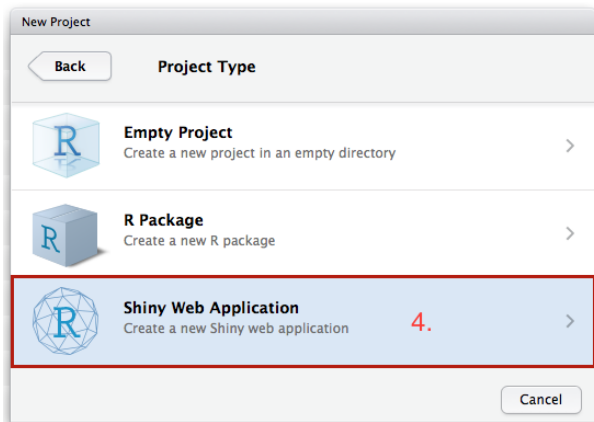 New Project
Back
Project Type
R
Empty Project
Create a new project in an empty directory
R
R Package
Create a new R package
R
Shiny Web Application
Create a new Shiny web application
4.
Cancel